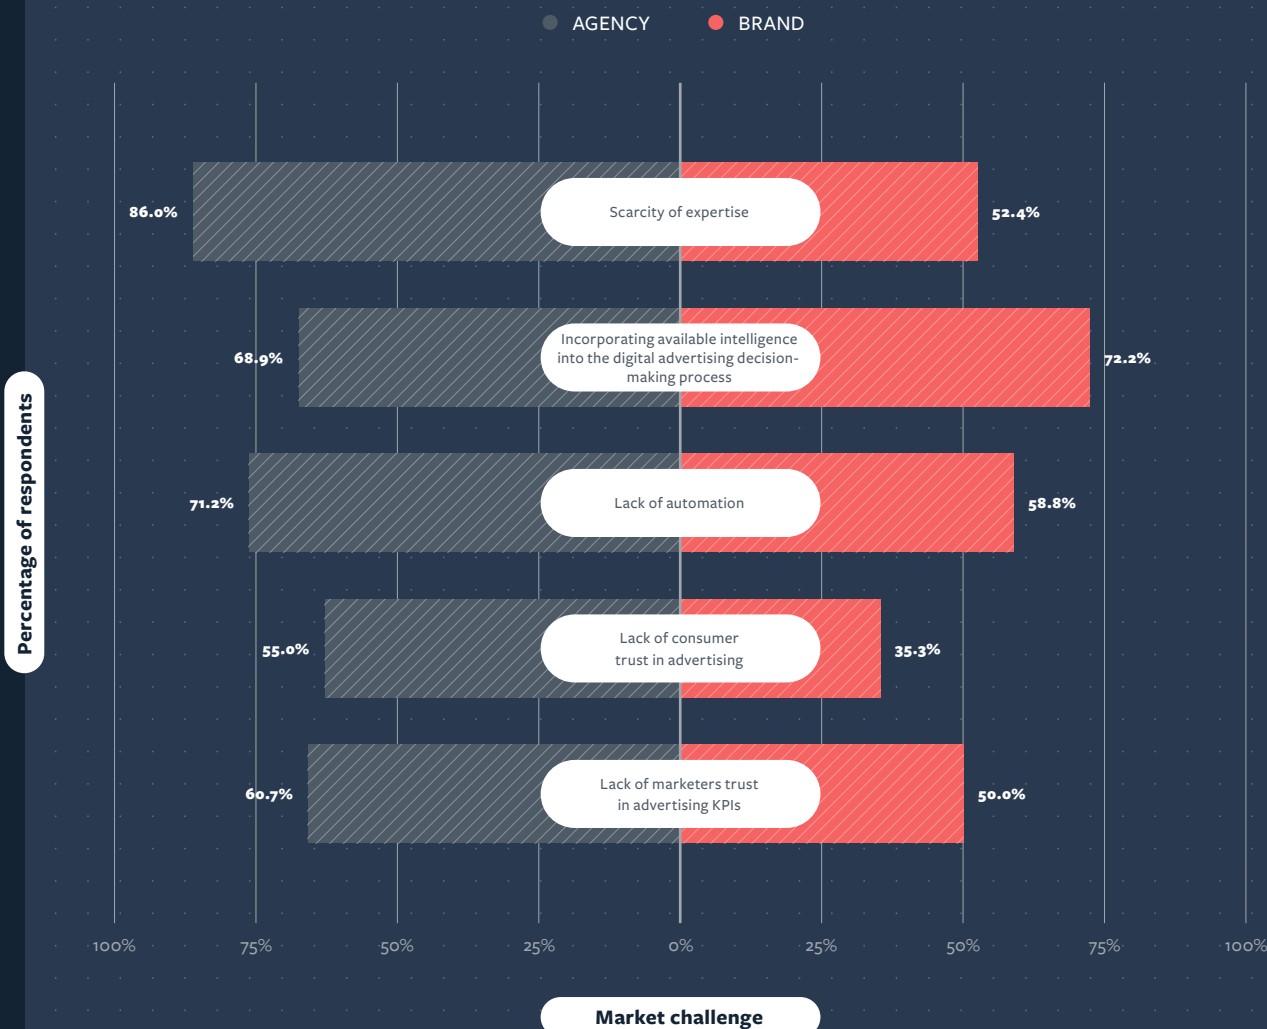 AGENCY BRAND
86.0% Scarcity of expertise 52.4%
Incorporating available intelligence
68.9% into the digital advertising decision- 72.2%
making process
71.2% Lack of automation 58.8%
Lack of consumer
55.0% trust in advertising 35.3%
Lack of marketers trust
60.7% in advertising KPIs 50.0%
Percentage of respondents
100% 75% 50% 25% 0% 25% 50% 75% 100%
Market challenge